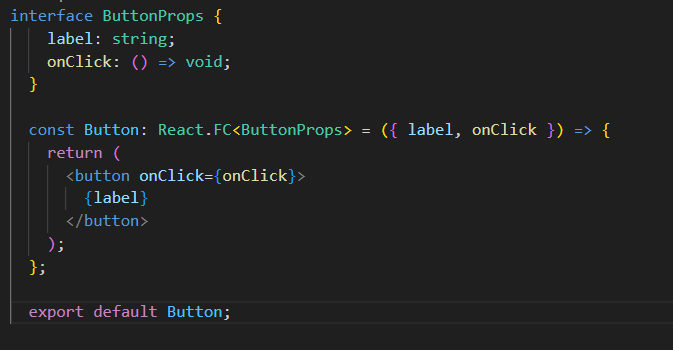 interface ButtonProps {
label: string;
onClick: () => void;
}
const Button: React.FC<ButtonProps> = ({ label, onClick }) => {
return (
<button onClick={onClick}>
{label}
</button>
);
};
export default Button;